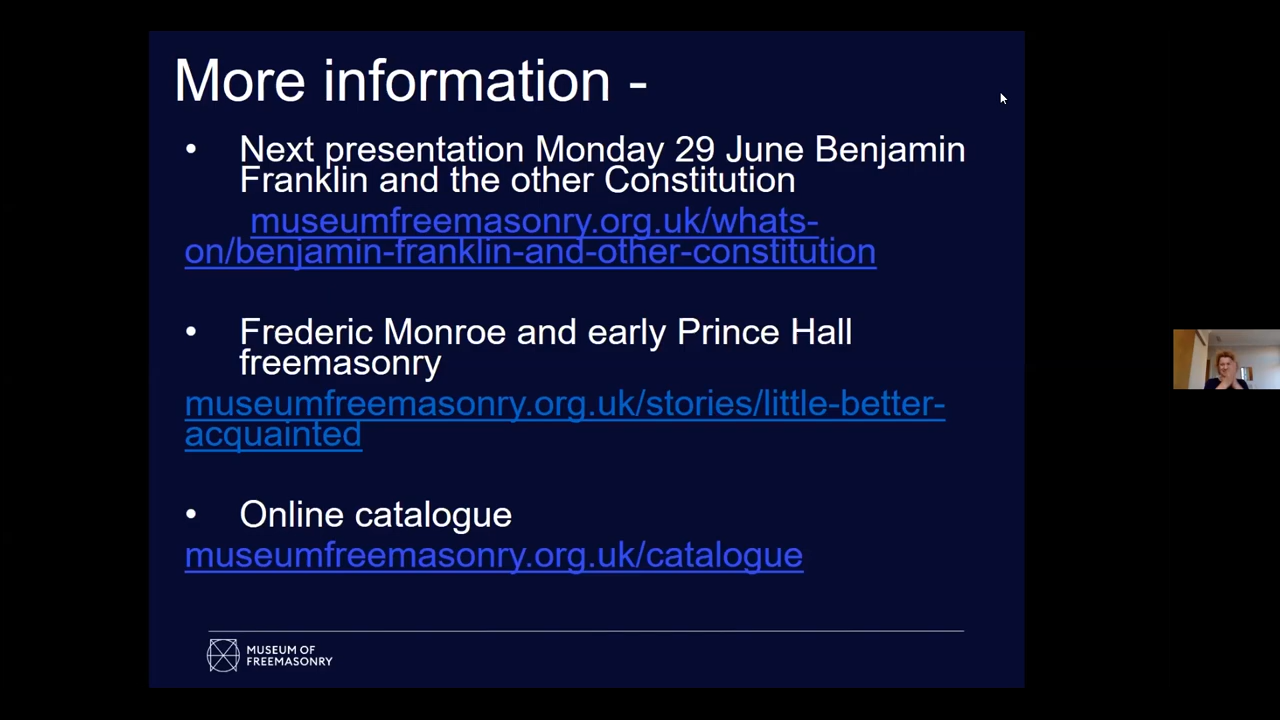 More information -
• Next presentation Monday 29 June Benjamin
Franklin and the other Constitution
museumfreemasonry.org.uk/whats-
on/benjamin-franklin-and-other-constitution
• Frederic Monroe and early Prince Hall
freemasonry
museumfreemasonry.org.uk/stories/little-better-
acquainted
• Online catalogue
museumfreemasonry.org.uk/catalogue
MUSEUM OF
FREEMASONRY